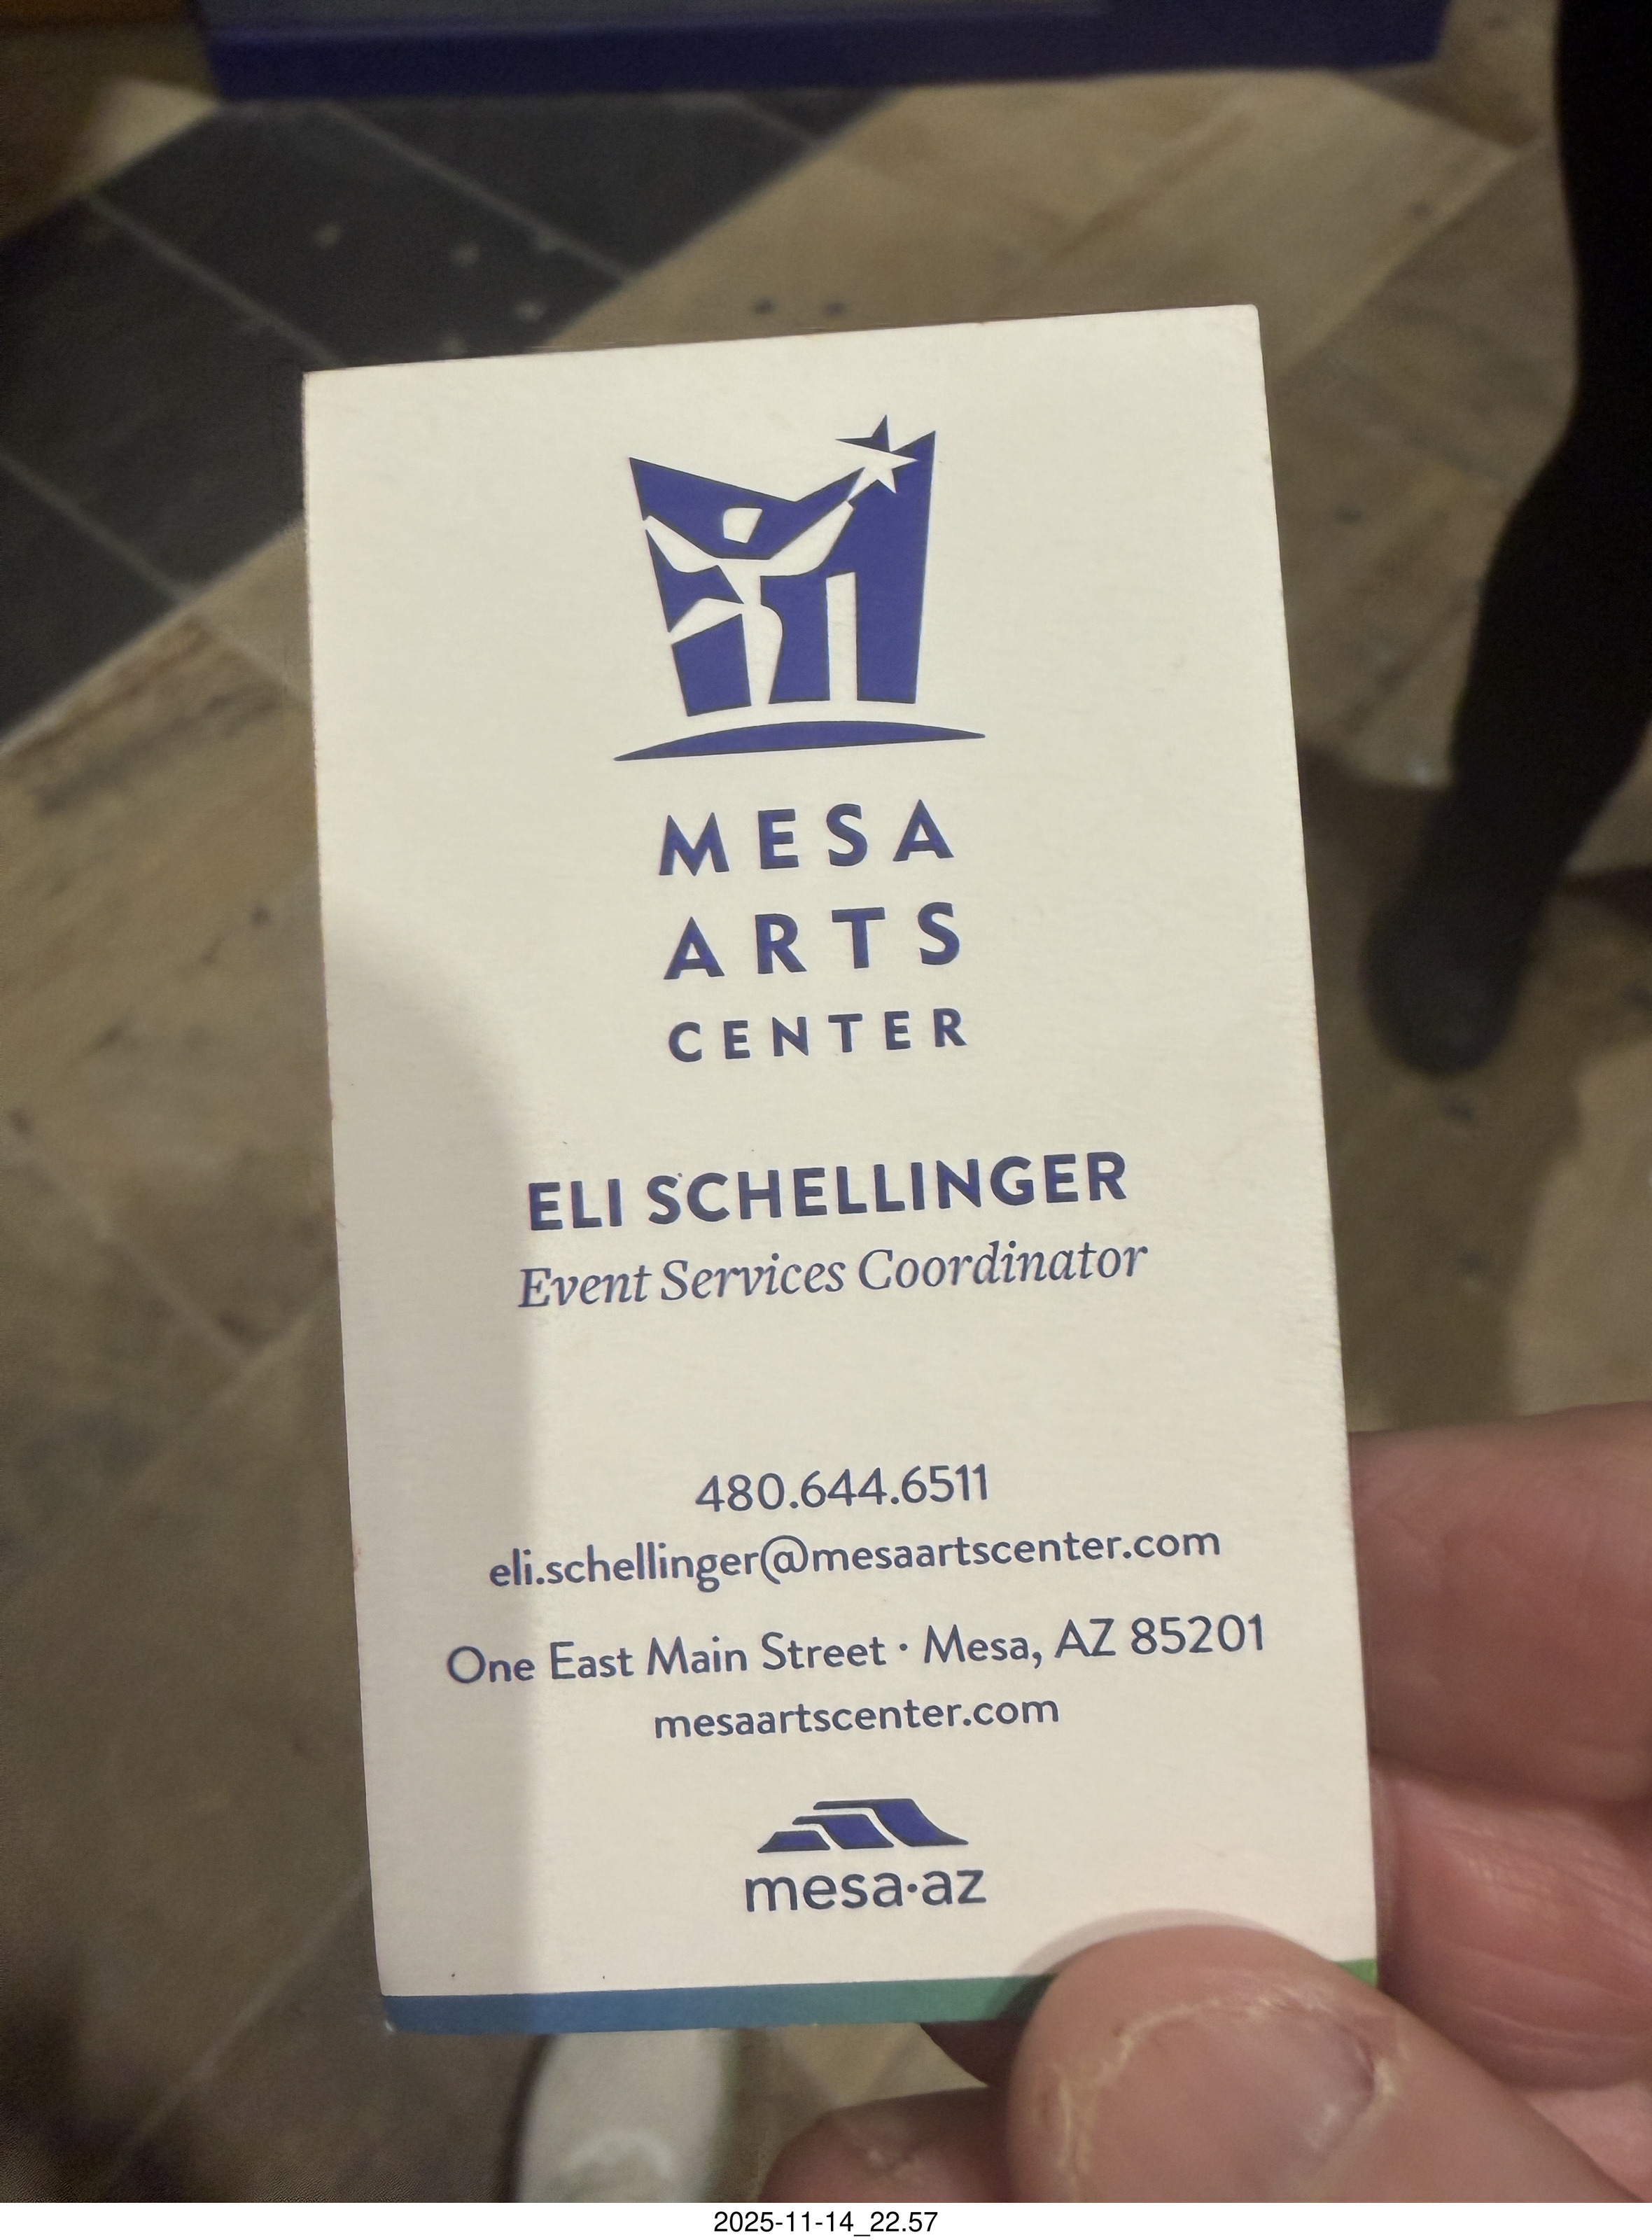 MESA
ARTS
CENTER
ELI SCHELLINGER
Event Services Coordinator
480.644.6511
eli.schellinger@mesaartscenter.com
One East Main Street · Mesa, AZ 85201
mesaartscenter.com
mesa·az
2025-11-14_22.57